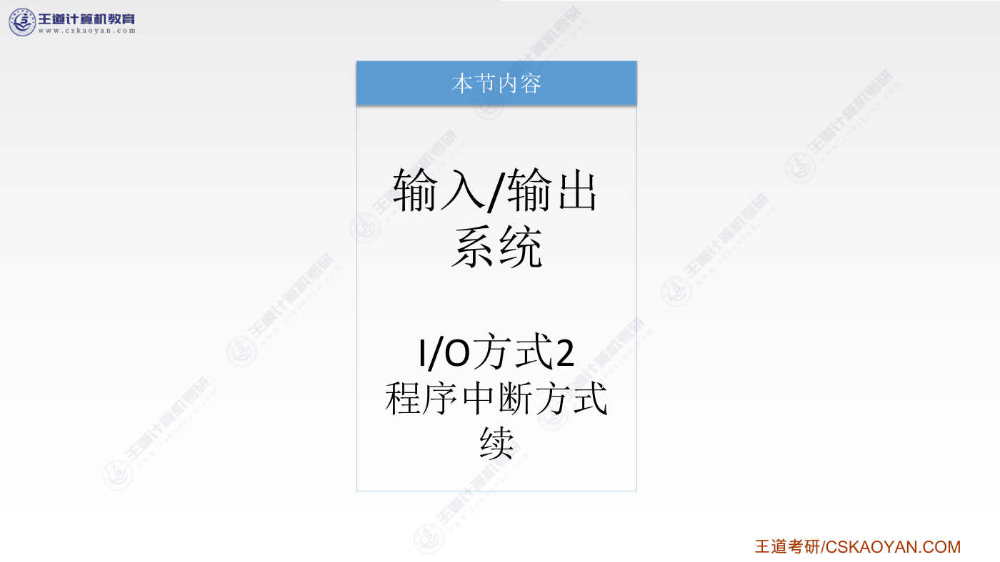 王道计算机教育
www.cskaoyan.com
本节内容
输入/输出
系统
I/O方式2
程序中断方式
续
王道考研/CSKAOYAN.COM